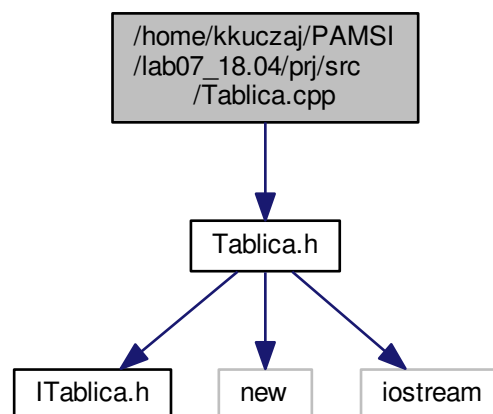 /home/kkuczaj/PAMSI
/lab07_18.04/prj/src
/Tablica.cpp
Tablica.h
ITablica.h
new
iostream